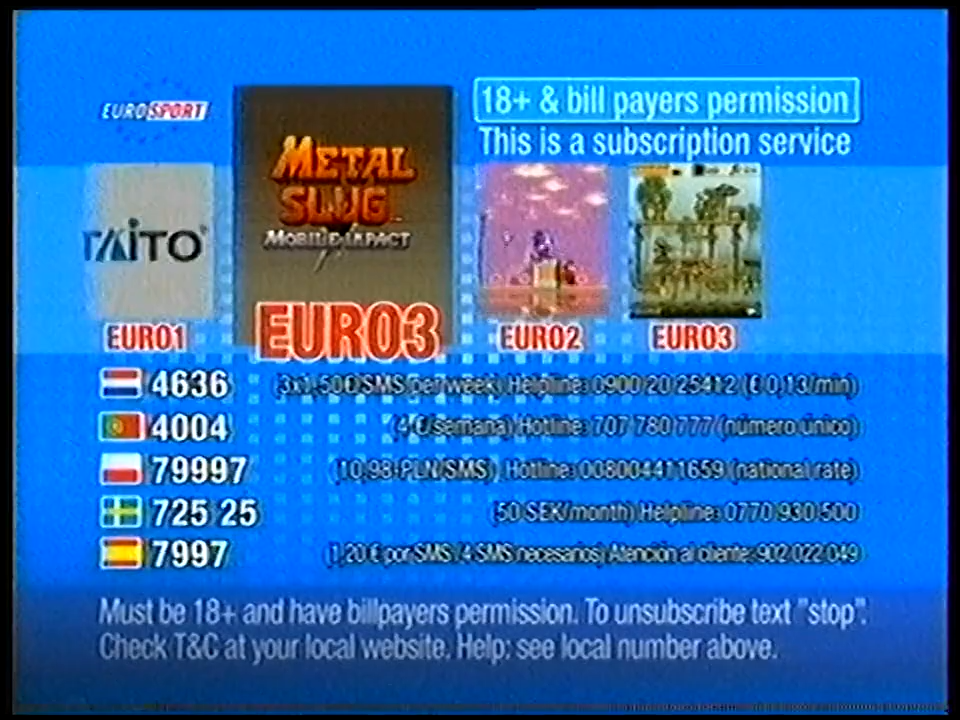 EUROSPORT
18+ & bill payers permission
This is a subscription service
TAITO
METAL
SLUG
MOBILE IMPACT
EURO1
EURO3
EURO2
EURO3
4636 (3x1,50€/SMS per week) Helpline: 0900 20 25412 (€ 0,13/min)
4004 (4 €/semana) Hotline: 707 780 777 (número único)
79997 (10,98-PLN/SMS) Hotline: 008004411659 (national rate)
725 25 (50 SEK/month) Helpline: 0770 930 500
7997 (1,20 € por SMS /4 SMS necesarios) Atención al cliente: 902 022 049
Must be 18+ and have billpayers permission. To unsubscribe text "stop".
Check T&C at your local website. Help: see local number above.